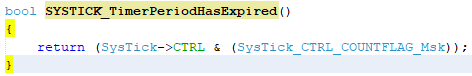 bool SYSTICK_TimerPeriodHasExpired()
{
    return (SysTick->CTRL & (SysTick_CTRL_COUNTFLAG_Msk));
}